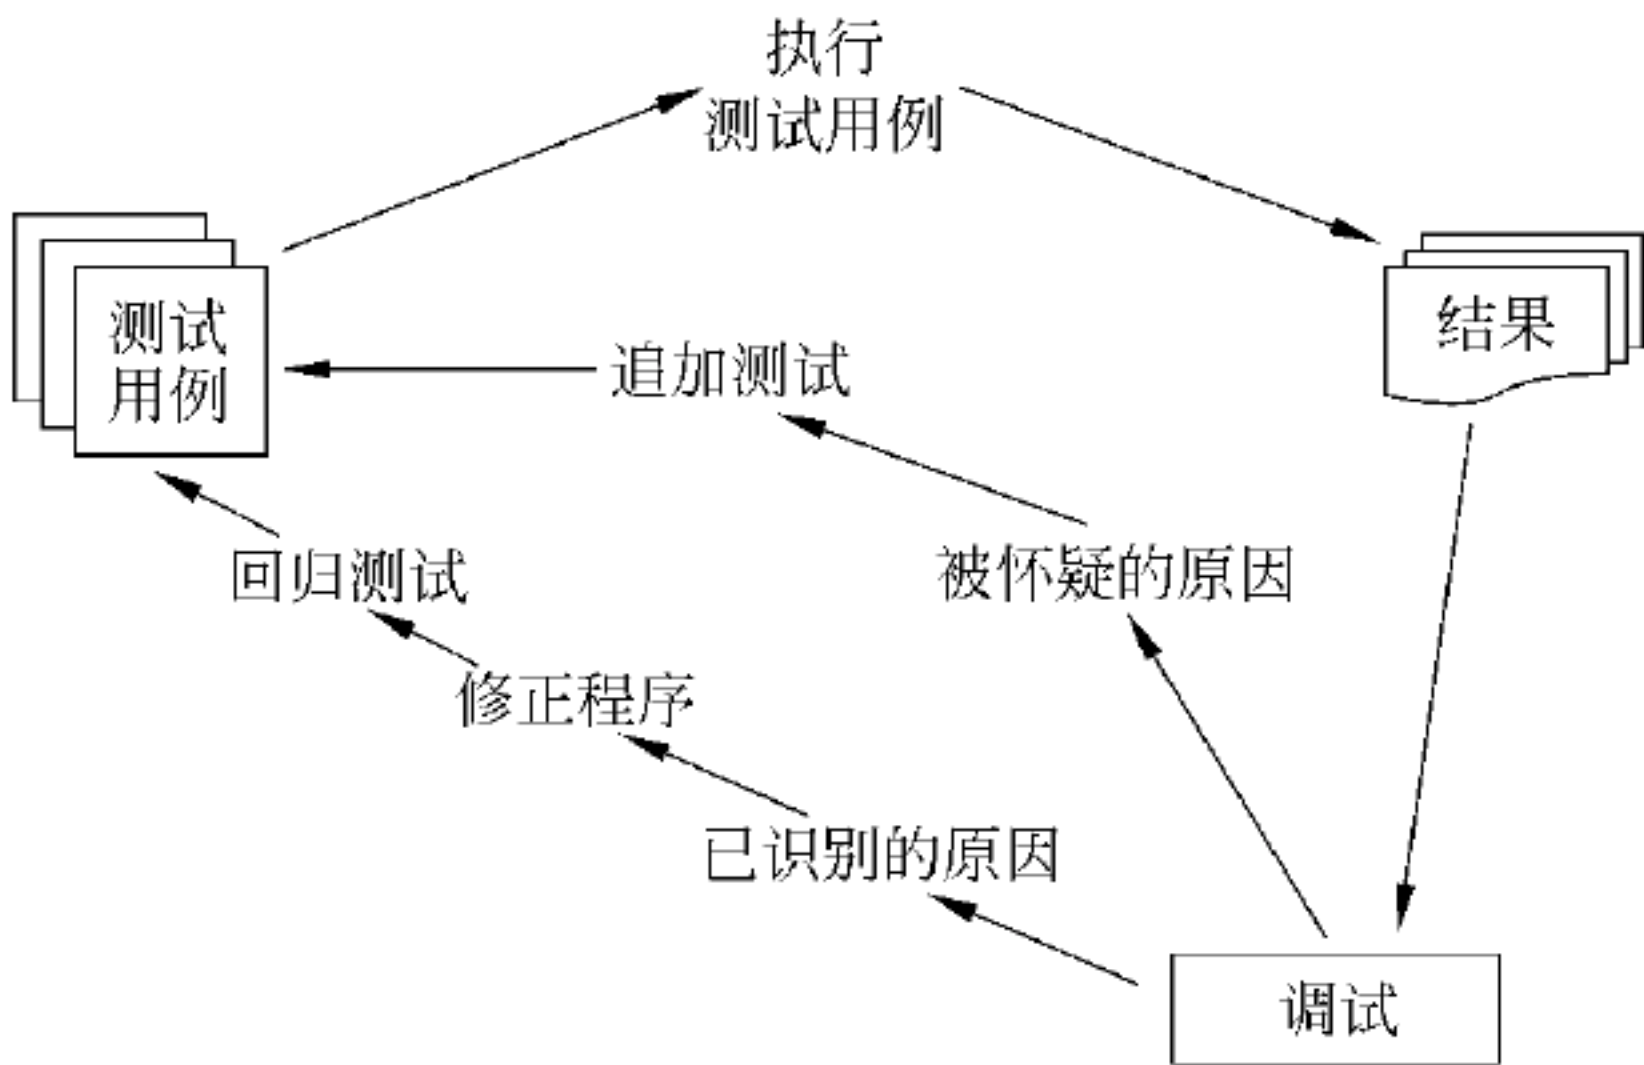 执行
测试用例
测试
用例
结果
追加测试
被怀疑的原因
回归测试
修正程序
已识别的原因
调试